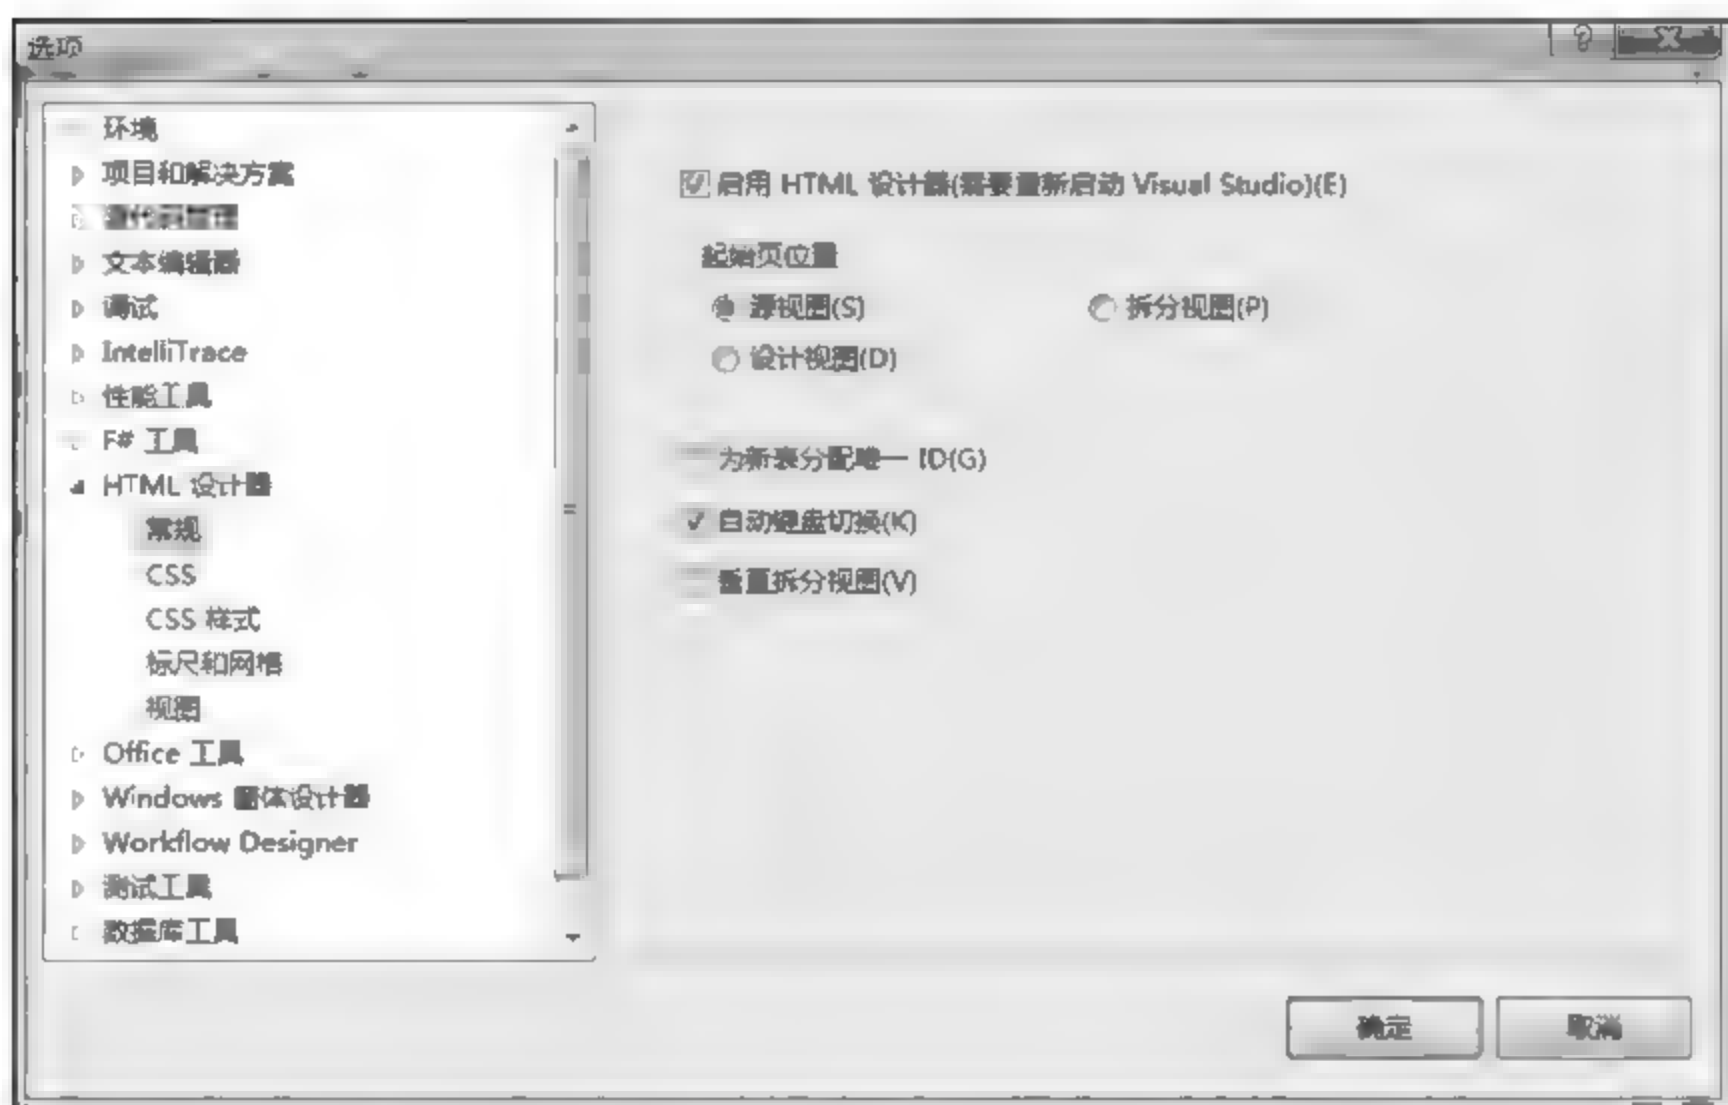 选项
环境
项目和解决方案
源代码管理
文本编辑器
调试
IntelliTrace
性能工具
F# 工具
HTML 设计器
常规
CSS
CSS 样式
标尺和网格
视图
Office 工具
Windows 窗体设计器
Workflow Designer
测试工具
数据库工具
启用 HTML 设计器(需要重新启动 Visual Studio)(E)
起始页位置
源视图(S) 拆分视图(P)
设计视图(D)
为新表分配唯一 ID(G)
自动键盘切换(K)
垂直拆分视图(V)
确定 取消